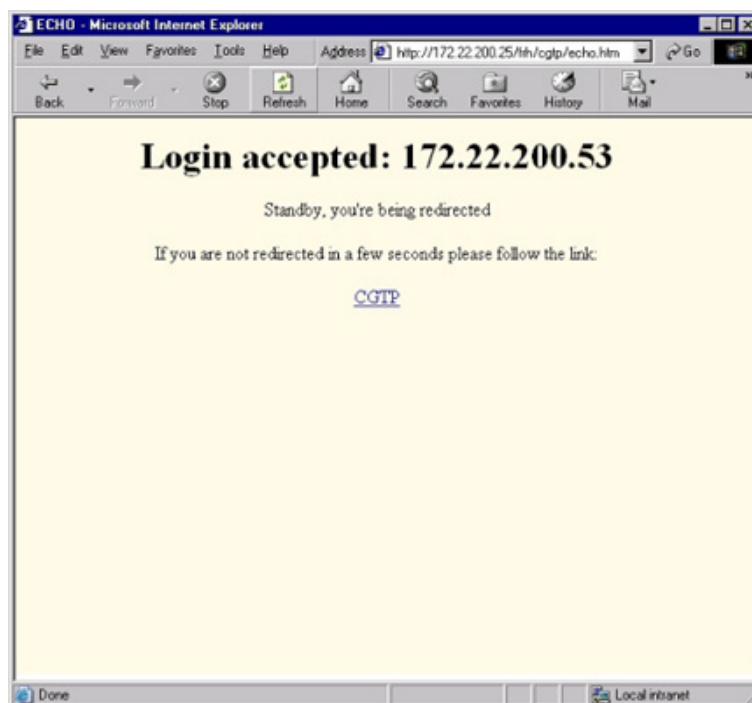 ECHO - Microsoft Internet Explorer
File Edit View Favorites Tools Help Address http://172.22.200.25/hh/cgtp/echo.htm Go
Back Forward Stop Refresh Home Search Favorites History Mail
Login accepted: 172.22.200.53
Standby, you're being redirected
If you are not redirected in a few seconds please follow the link:
CGTP
Done Local intranet